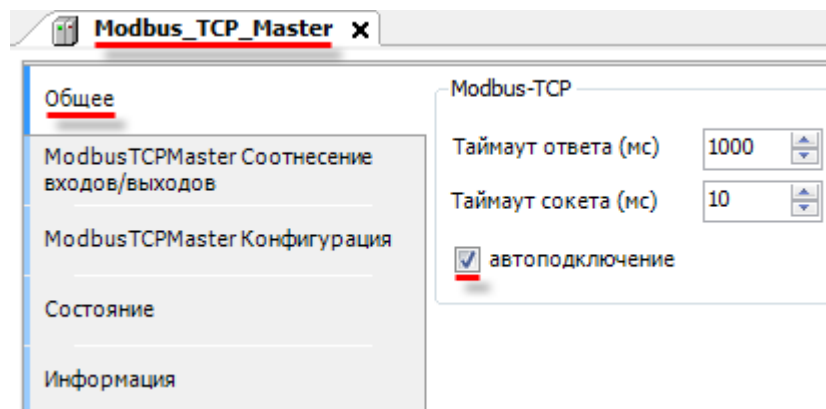 Modbus_TCP_Master x
Общее
ModbusTCPMaster Соотнесение
входов/выходов
ModbusTCPMaster Конфигурация
Состояние
Информация
Modbus-TCP
Таймаут ответа (мс) 1000
Таймаут сокета (мс) 10
автоподключение